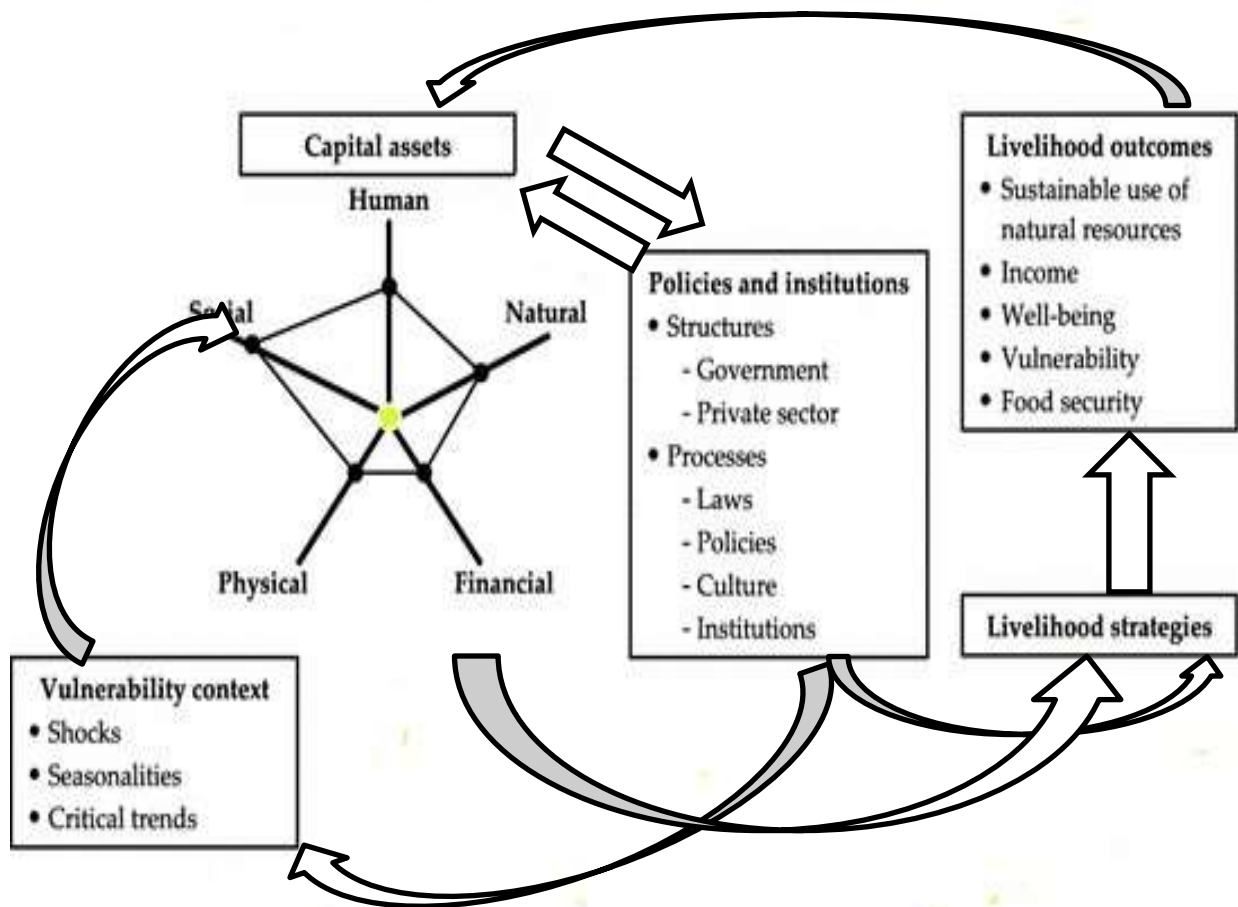 Capital assets
Human
Social
Natural
Physical
Financial
Vulnerability context
• Shocks
• Seasonalities
• Critical trends
Policies and institutions
• Structures
- Government
- Private sector
• Processes
- Laws
- Policies
- Culture
- Institutions
Livelihood outcomes
• Sustainable use of
natural resources
• Income
• Well-being
• Vulnerability
• Food security
Livelihood strategies